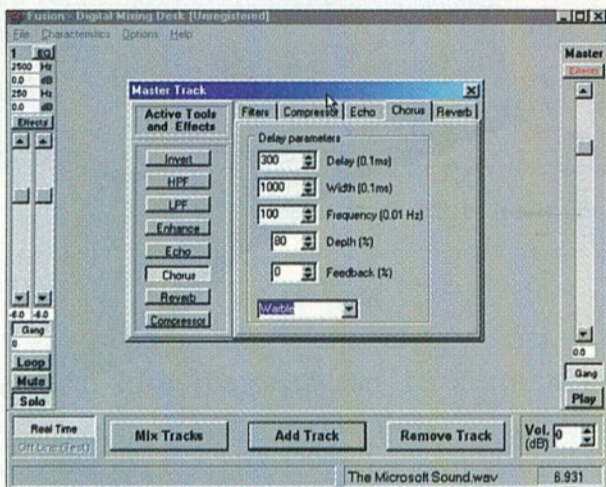 Fusion - Digital Mixing Desk [Unregistered]
File Characteristics Options Help
1 EQ
2500 Hz
0.0 dB
250 Hz
0.0 dB
Effects
-6.0 -6.0
Gang
0
Loop
Mute
Solo
Master Track
Active Tools
and Effects
Invert
HPF
LPF
Enhance
Echo
Chorus
Reverb
Compressor
Filters Compressor Echo Chorus Reverb
Delay parameters
300 Delay (0.1ms)
1000 Width (0.1ms)
100 Frequency (0.01 Hz)
80 Depth (%)
0 Feedback (%)
Warble
Master
Effects
0.0
Gang
Play
Real Time
Off Line (Test)
Mix Tracks
Add Track
Remove Track
Vol. (dB) 0
The Microsoft Sound.wav 6.931